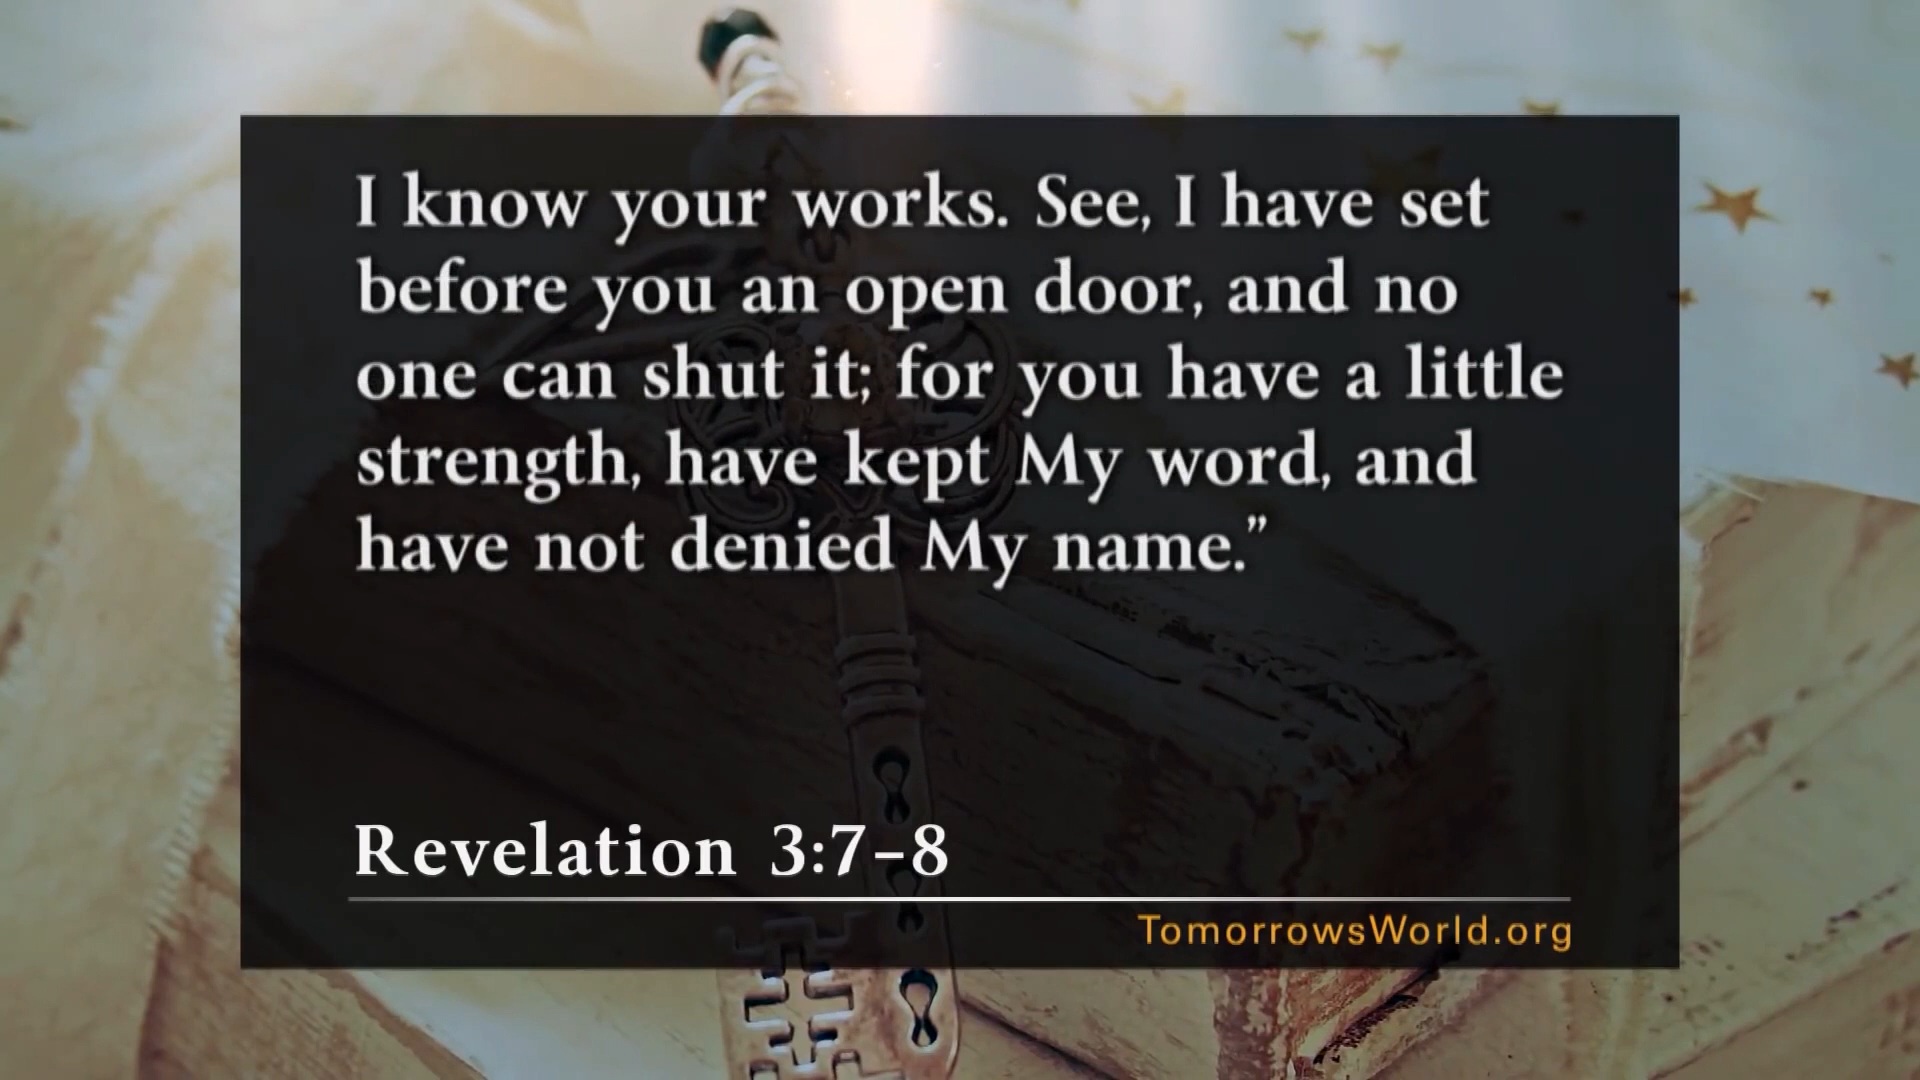 I know your works. See, I have set
before you an open door, and no
one can shut it; for you have a little
strength, have kept My word, and
have not denied My name.”
Revelation 3:7–8
TomorrowsWorld.org